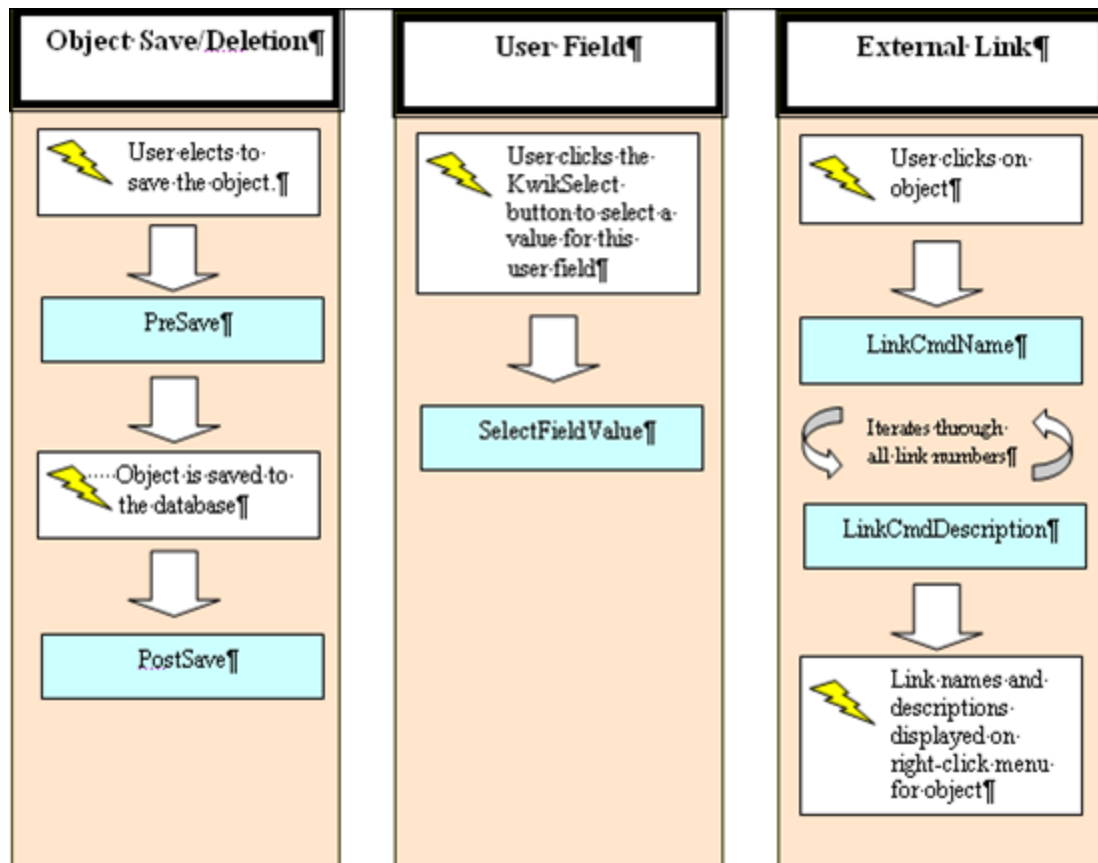 Object Save/Deletion¶
User elects to
save the object.¶
PreSave¶
Object is saved to
the database¶
PostSave¶
User Field¶
User clicks the
KwikSelect
button to select a
value for this
user field¶
SelectFieldValue¶
External Link¶
User clicks on
object¶
LinkCmdName¶
Iterates through
all link numbers¶
LinkCmdDescription¶
Link names and
descriptions
displayed on
right-click menu
for object¶